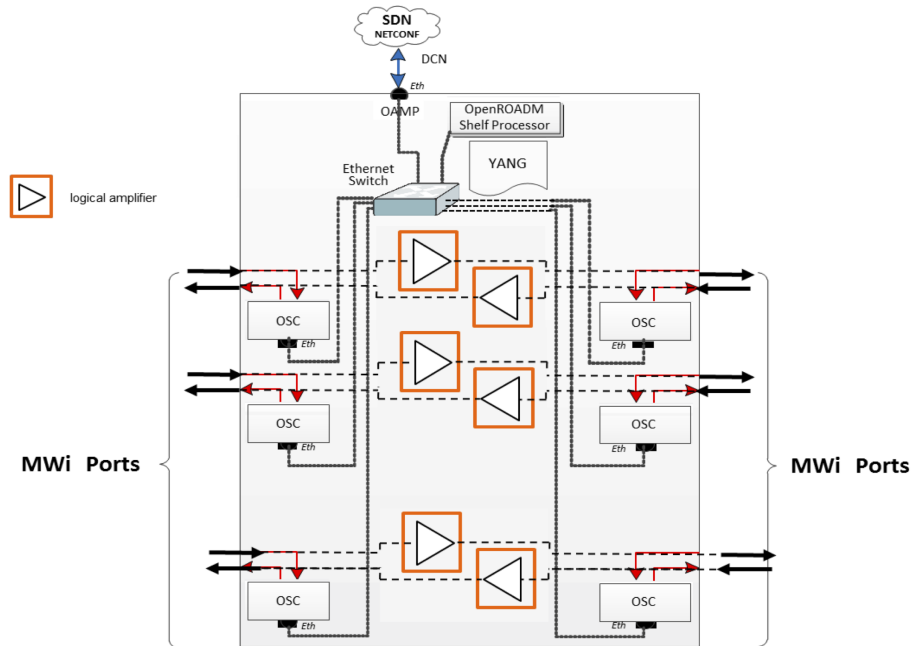 SDN
NETCONF
DCN
Eth
OAMP
OpenROADM
Shelf Processor
Ethernet
Switch
YANG
logical amplifier
OSC
Eth
OSC
Eth
OSC
Eth
OSC
Eth
MWi Ports
MWi Ports
OSC
Eth
OSC
Eth